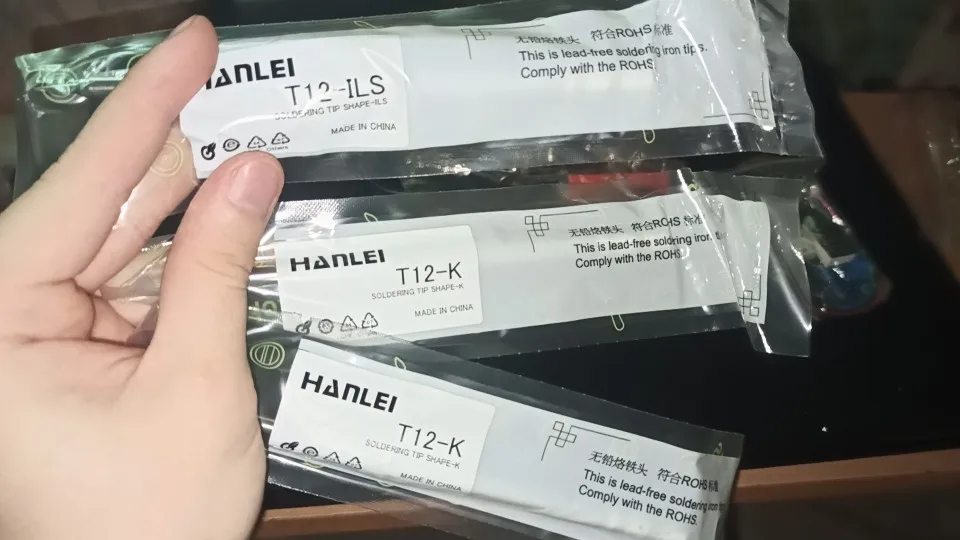 HANLEI
T12-ILS
SOLDERING TIP SHAPE-ILS
MADE IN CHINA
无铅烙铁头 符合ROHS标准
This is lead-free soldering iron tips.
Comply with the ROHS.
HANLEI
T12-K
SOLDERING TIP SHAPE-K
MADE IN CHINA
无铅烙铁头 符合ROHS 标准
This is lead-free soldering iron
Comply with the ROHS.
HANLEI
T12-K
SOLDERING TIP SHAPE-K
MADE IN CHINA
无铅烙铁头 符合ROHS
This is lead-free soldering iron
Comply with the ROHS.